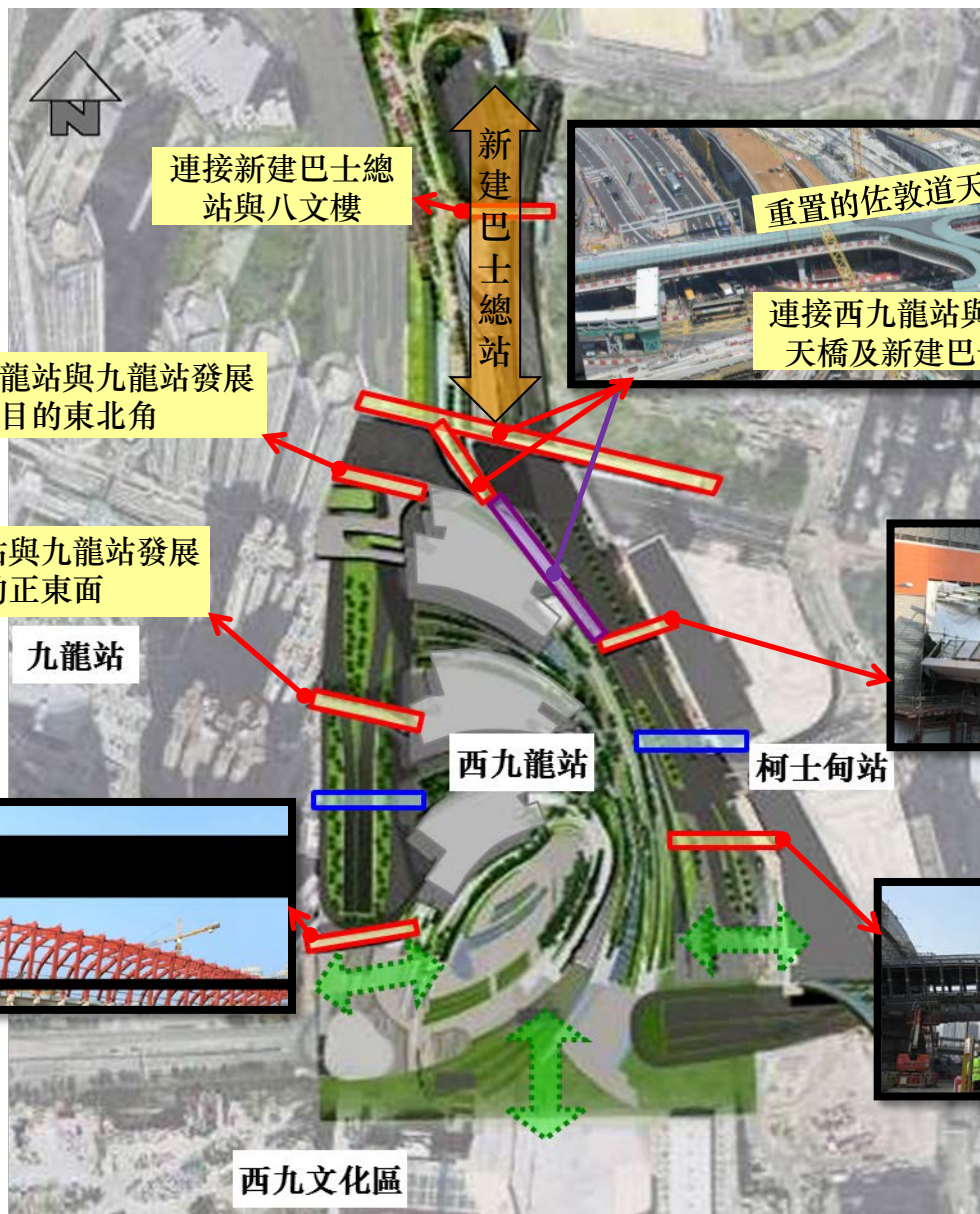 N
新建巴士總站
連接新建巴士總
站與八文樓
重置的佐敦道天
連接西九龍站與
天橋及新建巴
龍站與九龍站發展
目的東北角
站與九龍站發展
正東面
九龍站
西九龍站
柯士甸站
西九文化區